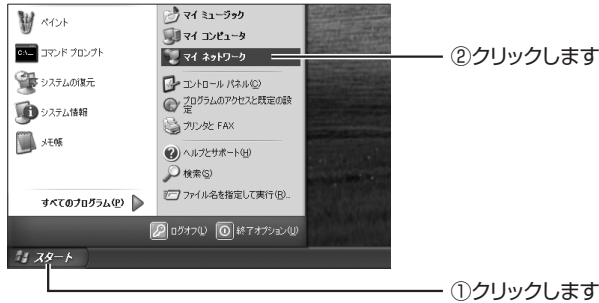 ペイント
コマンド プロンプト
システムの復元
システム情報
メモ帳
すべてのプログラム(P)
マイ ミュージック
マイ コンピュータ
マイ ネットワーク
コントロール パネル(C)
プログラムのアクセスと既定の設
定
プリンタと FAX
ヘルプとサポート(H)
検索(S)
ファイル名を指定して実行(R)...
ログオフ(L)
終了オプション(U)
スタート
②クリックします
①クリックします